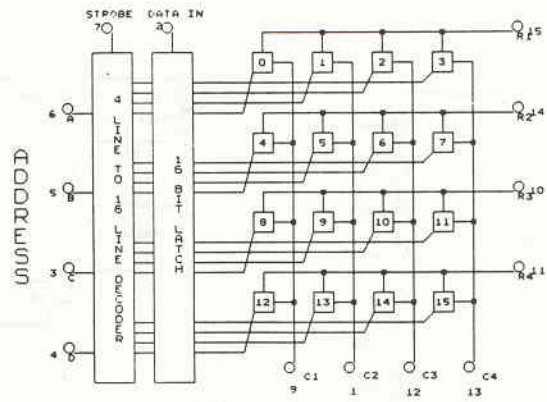 STROBE DATA IN
7 2
15
R1
0 1 2 3
6 A
14
R2
4 5 6 7
ADDRESS
4 LINE TO 16 LINE DECODER
16 BIT LATCH
5 B
10
R3
8 9 10 11
3 C
11
R4
12 13 14 15
4 D
C1 C2 C3 C4
9 1 12 13